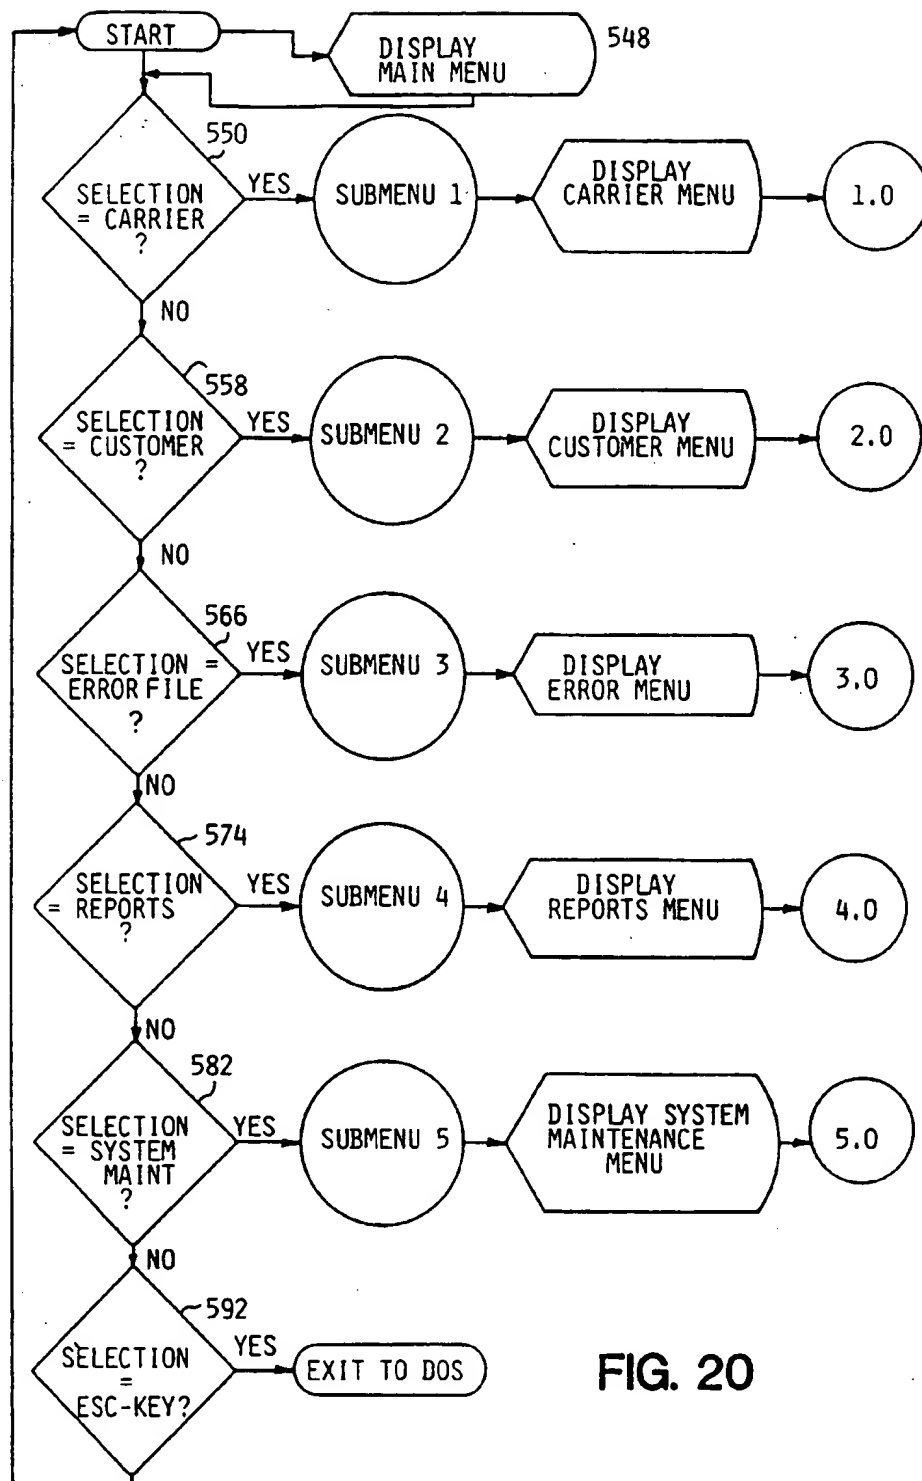 START
DISPLAY
MAIN MENU
548
550
SELECTION
= CARRIER
?
YES
SUBMENU 1
DISPLAY
CARRIER MENU
1.0
NO
558
SELECTION
= CUSTOMER
?
YES
SUBMENU 2
DISPLAY
CUSTOMER MENU
2.0
NO
566
SELECTION =
ERROR FILE
?
YES
SUBMENU 3
DISPLAY
ERROR MENU
3.0
NO
574
SELECTION
= REPORTS
?
YES
SUBMENU 4
DISPLAY
REPORTS MENU
4.0
NO
582
SELECTION
= SYSTEM
MAINT
?
YES
SUBMENU 5
DISPLAY SYSTEM
MAINTENANCE
MENU
5.0
NO
592
SELECTION
=
ESC-KEY?
YES
EXIT TO DOS
FIG. 20